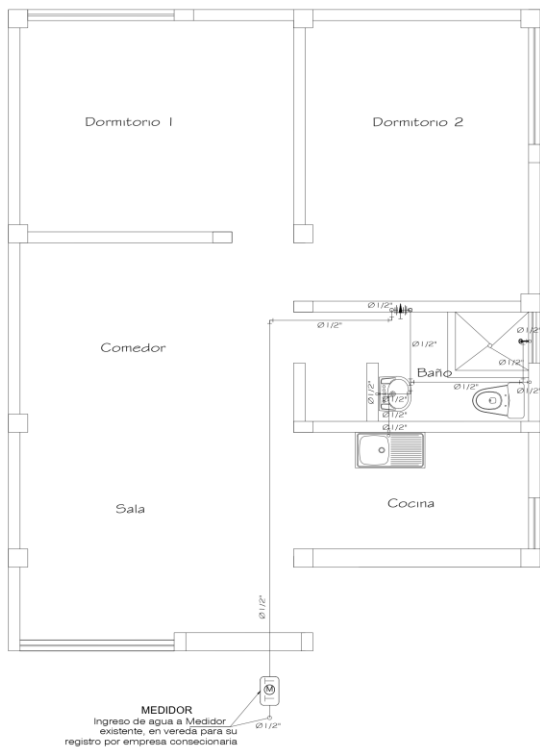 Dormitorio 1
Dormitorio 2
Ø1/2"
Ø1/2"
Ø1/2"
Ø1/2"
Comedor
Ø1/2"
Baño
Ø1/2"
Ø1/2"
Ø1/2"
Ø1/2"
Ø1/2"
Sala
Cocina
Ø1/2"
M
MEDIDOR
Ingreso de agua a Medidor
existente, en vereda para su
registro por empresa consecionaria
Ø1/2"